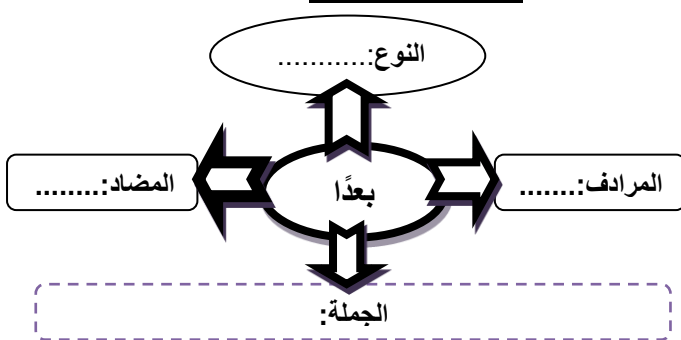 النوع:............
المرادف:.......
بعدًا
المضاد:........
الجملة: